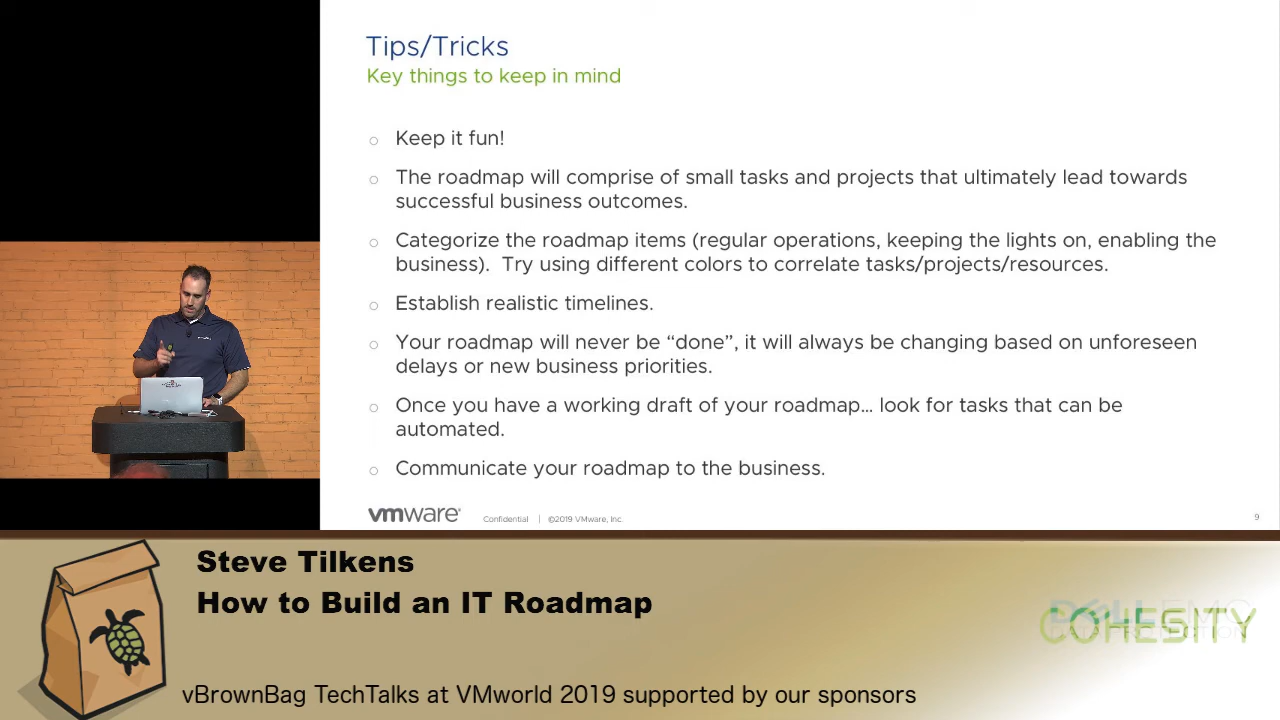 Tips/Tricks
Key things to keep in mind
Keep it fun!
The roadmap will comprise of small tasks and projects that ultimately lead towards
successful business outcomes.
Categorize the roadmap items (regular operations, keeping the lights on, enabling the
business).  Try using different colors to correlate tasks/projects/resources.
Establish realistic timelines.
Your roadmap will never be “done”, it will always be changing based on unforeseen
delays or new business priorities.
Once you have a working draft of your roadmap… look for tasks that can be
automated.
Communicate your roadmap to the business.
vmware®
Confidential | ©2019 VMware, Inc.
9
Steve Tilkens
How to Build an IT Roadmap
COHESITY
DELL EMC
vBrownBag TechTalks at VMworld 2019 supported by our sponsors